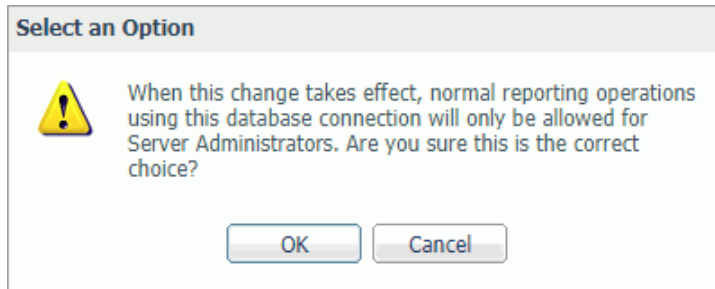 Select an Option
When this change takes effect, normal reporting operations
using this database connection will only be allowed for
Server Administrators. Are you sure this is the correct
choice?
OK
Cancel